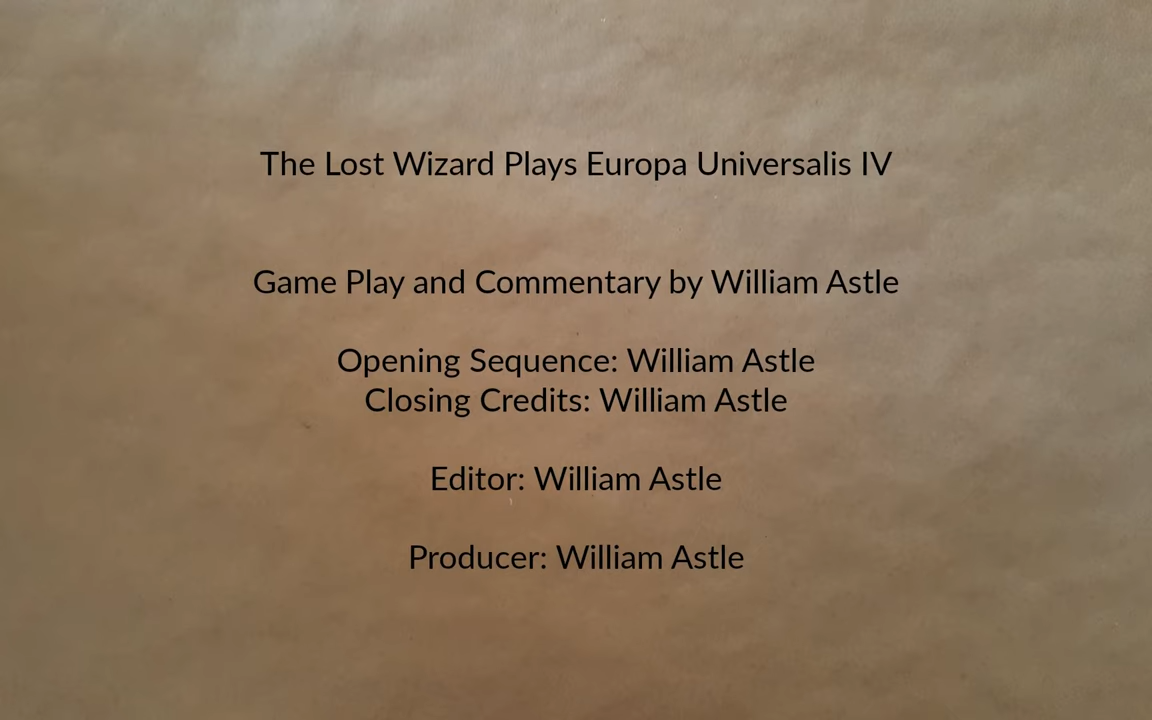 The Lost Wizard Plays Europa Universalis IV
Game Play and Commentary by William Astle
Opening Sequence: William Astle
Closing Credits: William Astle
Editor: William Astle
Producer: William Astle